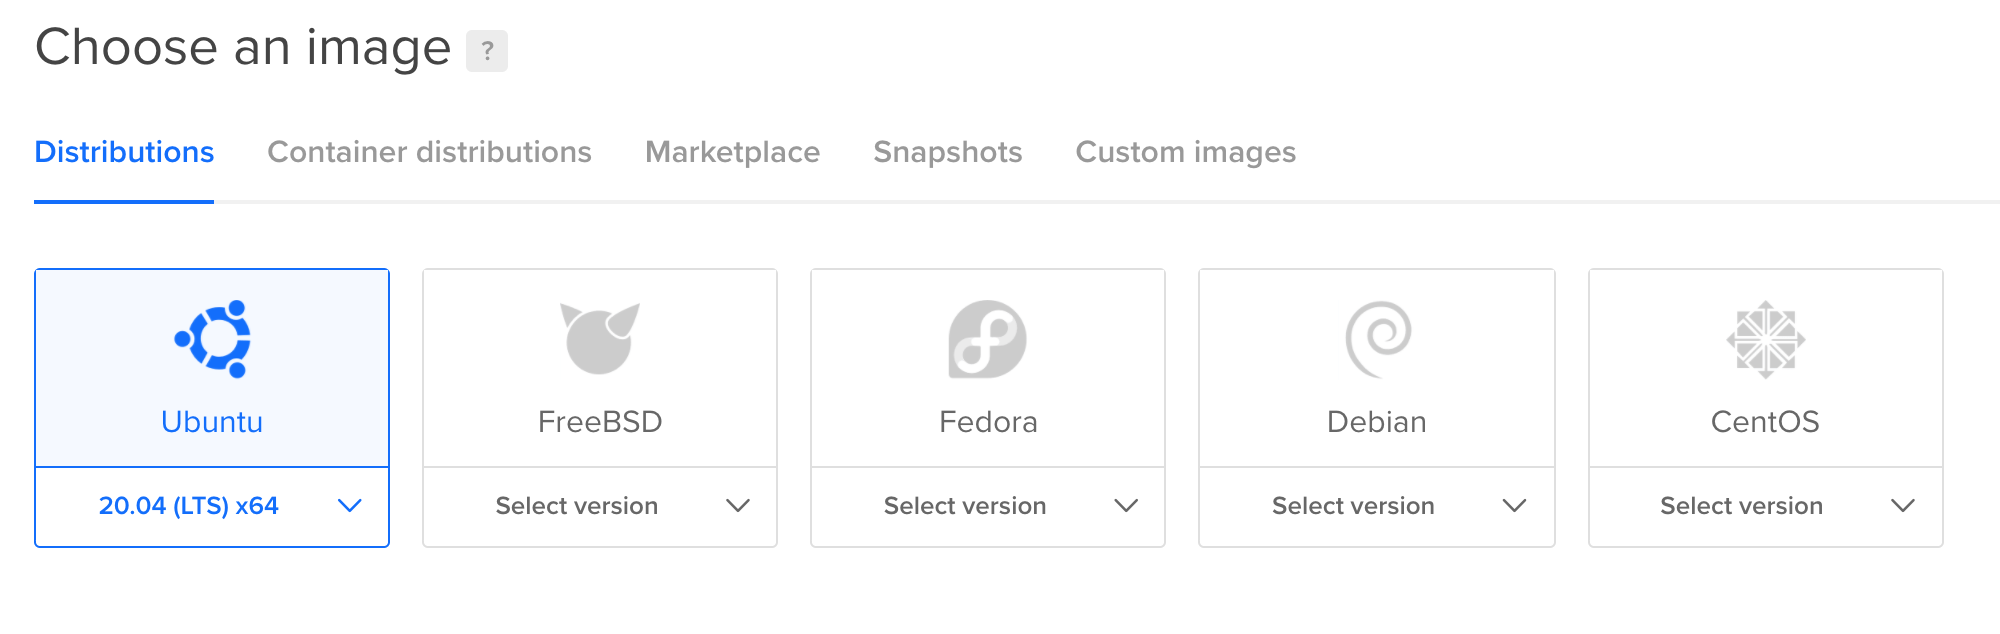 Choose an image ?
Distributions Container distributions Marketplace Snapshots Custom images
Ubuntu FreeBSD Fedora Debian CentOS
20.04 (LTS) x64 Select version Select version Select version Select version